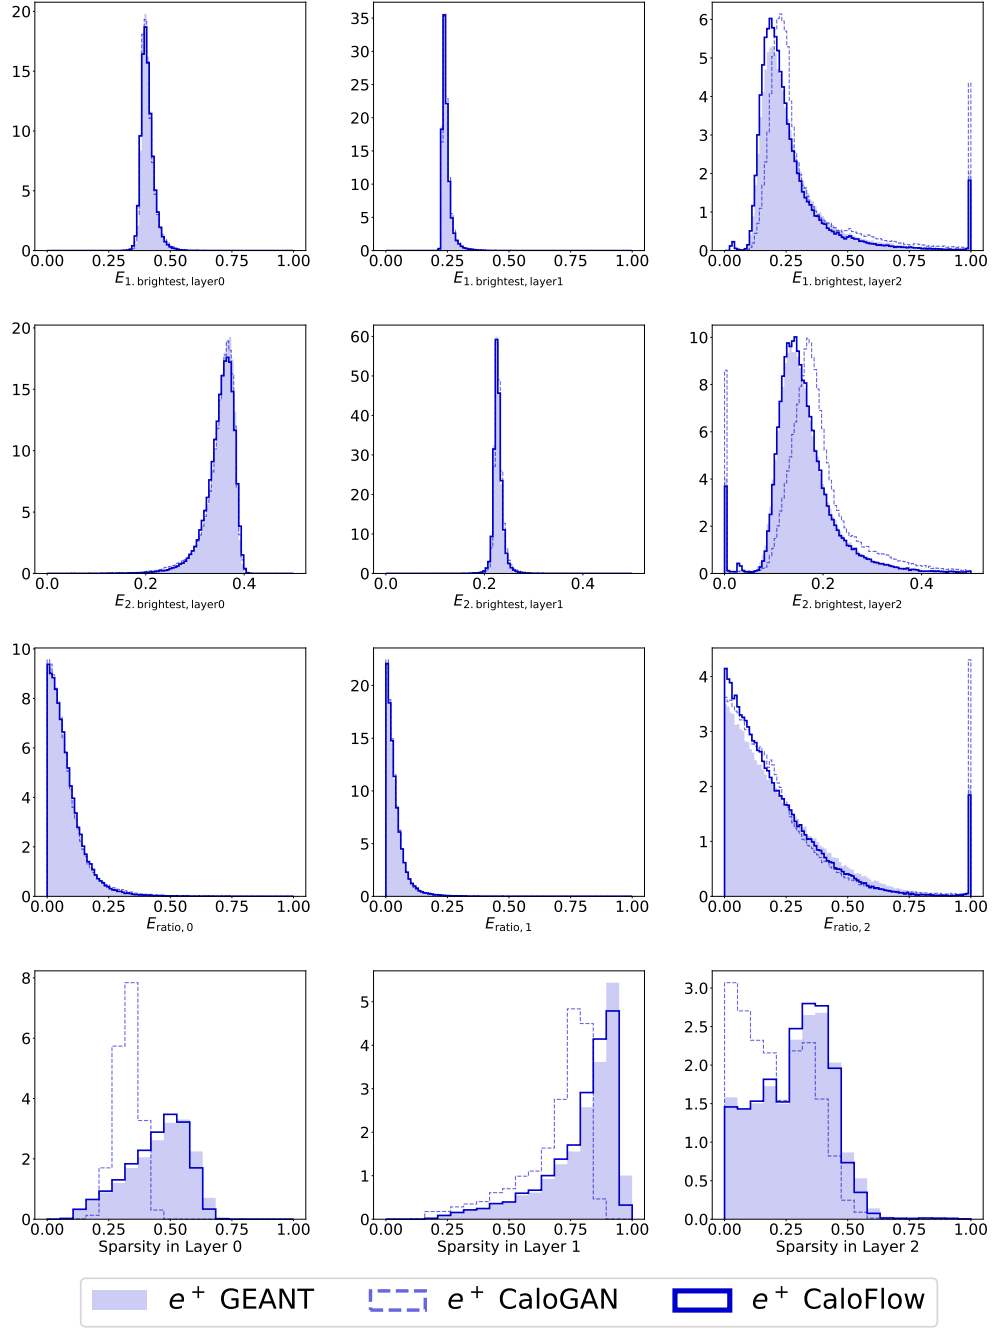 20
15
10
5
0
0.00 0.25 0.50 0.75 1.00
E1. brightest, layer0
35
30
25
20
15
10
5
0
0.00 0.25 0.50 0.75 1.00
E1. brightest, layer1
6
5
4
3
2
1
0
0.00 0.25 0.50 0.75 1.00
E1. brightest, layer2
20
15
10
5
0
0.0 0.2 0.4
E2. brightest, layer0
60
50
40
30
20
10
0
0.0 0.2 0.4
E2. brightest, layer1
10
8
6
4
2
0
0.0 0.2 0.4
E2. brightest, layer2
10
8
6
4
2
0
0.00 0.25 0.50 0.75 1.00
Eratio, 0
20
15
10
5
0
0.00 0.25 0.50 0.75 1.00
Eratio, 1
4
3
2
1
0
0.00 0.25 0.50 0.75 1.00
Eratio, 2
8
6
4
2
0
0.00 0.25 0.50 0.75 1.00
Sparsity in Layer 0
5
4
3
2
1
0
0.00 0.25 0.50 0.75 1.00
Sparsity in Layer 1
3.0
2.5
2.0
1.5
1.0
0.5
0.0
0.00 0.25 0.50 0.75 1.00
Sparsity in Layer 2
e+ GEANT e+ CaloGAN e+ CaloFlow